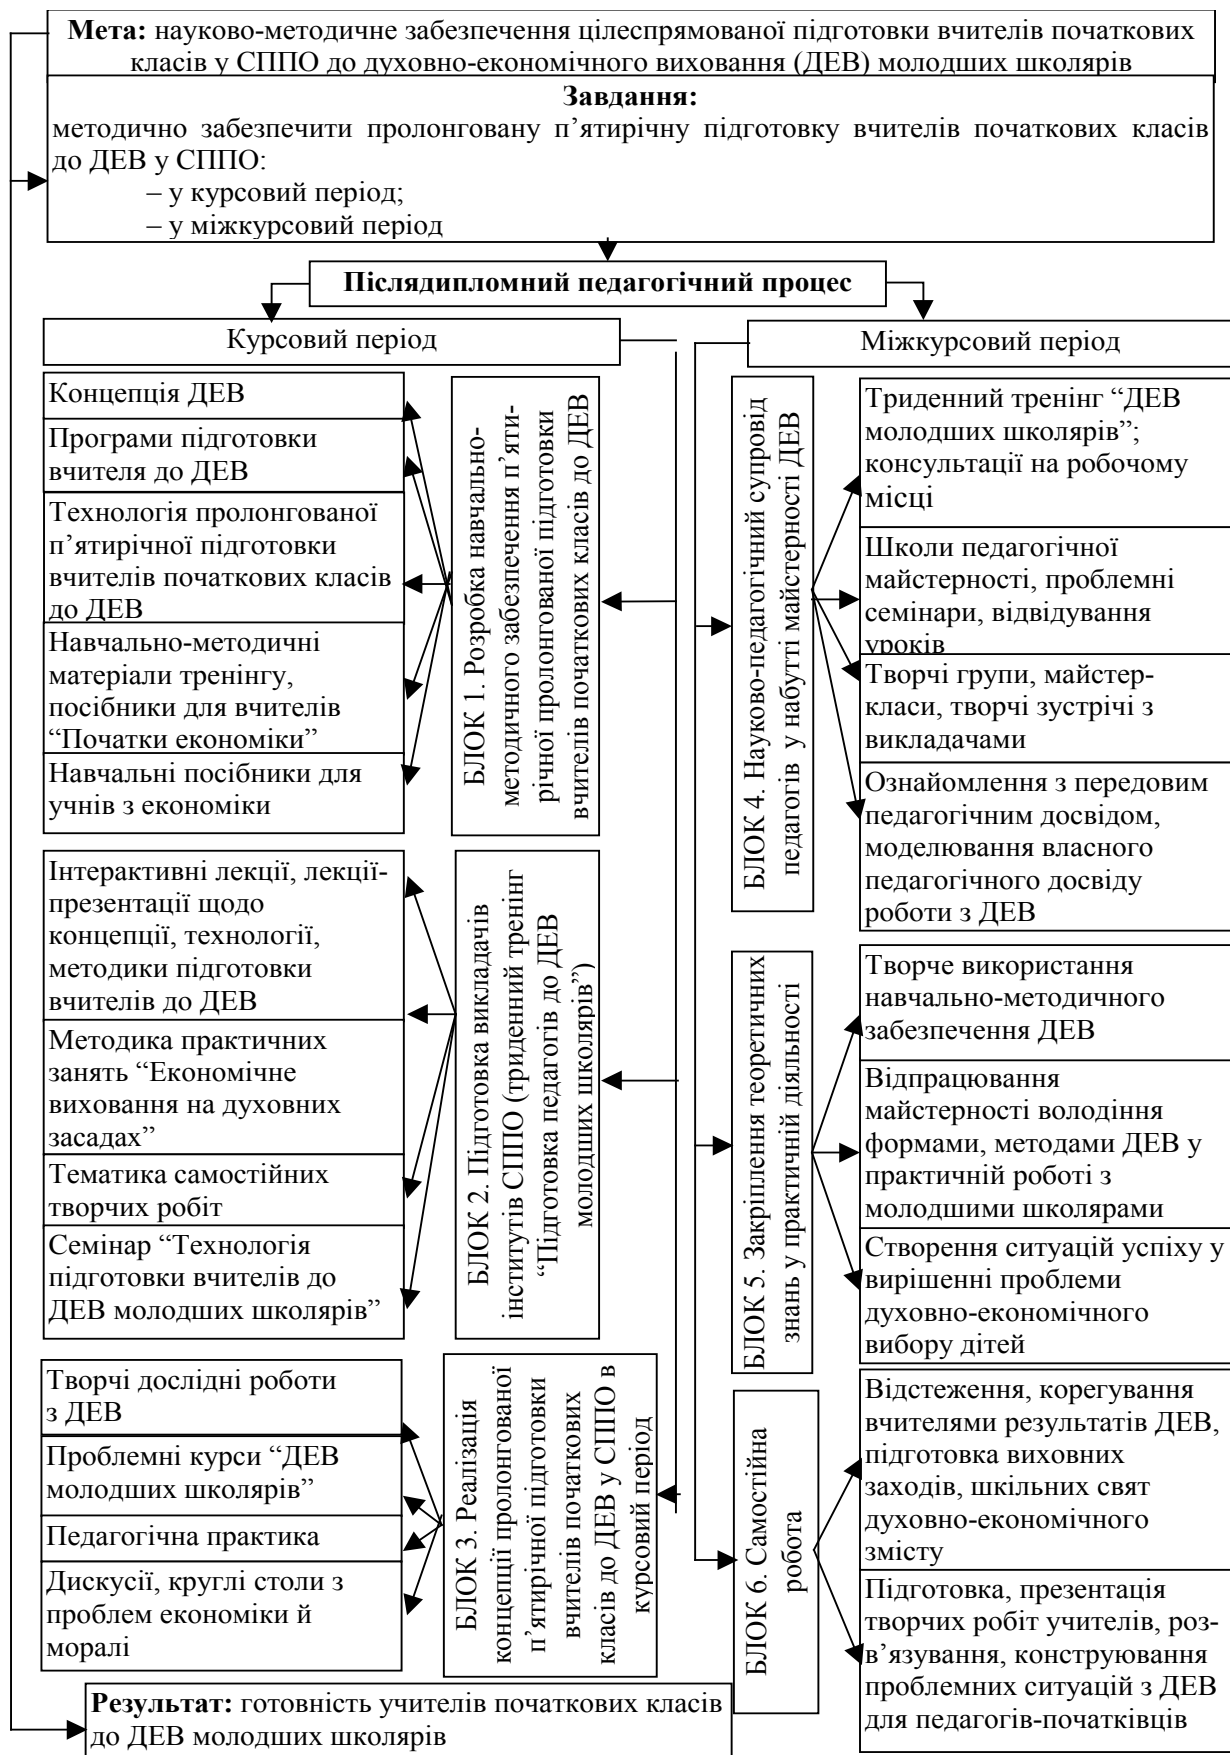 Мета: науково-методичне забезпечення цілеспрямованої підготовки вчителів початкових
класів у СППО до духовно-економічного виховання (ДЕВ) молодших школярів
Завдання:
методично забезпечити пролонговану п’ятирічну підготовку вчителів початкових класів
до ДЕВ у СППО:
– у курсовий період;
– у міжкурсовий період
Післядипломний педагогічний процес
Курсовий період
Концепція ДЕВ
Програми підготовки
вчителя до ДЕВ
Технологія пролонгованої
п’ятирічної підготовки
вчителів початкових класів
до ДЕВ
Навчально-методичні
матеріали тренінгу,
посібники для вчителів
“Початки економіки”
Навчальні посібники для
учнів з економіки
БЛОК 1. Розробка навчально-
методичного забезпечення п’яти-
річної пролонгованої підготовки
вчителів початкових класів до ДЕВ
Інтерактивні лекції, лекції-
презентації щодо
концепції, технології,
методики підготовки
вчителів до ДЕВ
Методика практичних
занять “Економічне
виховання на духовних
засадах”
Тематика самостійних
творчих робіт
Семінар “Технологія
підготовки вчителів до
ДЕВ молодших школярів”
БЛОК 2. Підготовка викладачів
інститутів СППО (триденний тренінг
“Підготовка педагогів до ДЕВ
молодших школярів”)
Творчі дослідні роботи
з ДЕВ
Проблемні курси “ДЕВ
молодших школярів”
Педагогічна практика
Дискусії, круглі столи з
проблем економіки й
моралі
БЛОК 3. Реалізація
концепції пролонгованої
п’ятирічної підготовки
вчителів початкових
класів до ДЕВ у СППО в
курсовий період
Міжкурсовий період
БЛОК 4. Науково-педагогічний супровід
педагогів у набутті майстерності ДЕВ
Триденний тренінг “ДЕВ
молодших школярів”;
консультації на робочому
місці
Школи педагогічної
майстерності, проблемні
семінари, відвідування
уроків
Творчі групи, майстер-
класи, творчі зустрічі з
викладачами
Ознайомлення з передовим
педагогічним досвідом,
моделювання власного
педагогічного досвіду
роботи з ДЕВ
БЛОК 5. Закріплення теоретичних
знань у практичній діяльності
Творче використання
навчально-методичного
забезпечення ДЕВ
Відпрацювання
майстерності володіння
формами, методами ДЕВ у
практичній роботі з
молодшими школярами
Створення ситуацій успіху у
вирішенні проблеми
духовно-економічного
вибору дітей
БЛОК 6. Самостійна
робота
Відстеження, корегування
вчителями результатів ДЕВ,
підготовка виховних
заходів, шкільних свят
духовно-економічного
змісту
Підготовка, презентація
творчих робіт учителів, роз-
в’язування, конструювання
проблемних ситуацій з ДЕВ
для педагогів-початківців
Результат: готовність учителів початкових класів
до ДЕВ молодших школярів